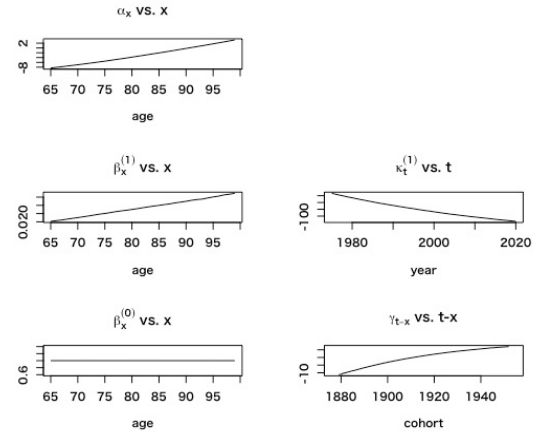 αx vs. x
2
-8
65 70 75 80 85 90 95
age
βx(1) vs. x
κt(1) vs. t
0.020
-100
65 70 75 80 85 90 95
1980 2000 2020
age
year
βx(0) vs. x
γt−x vs. t-x
0.6
-10
65 70 75 80 85 90 95
1880 1900 1920 1940
age
cohort